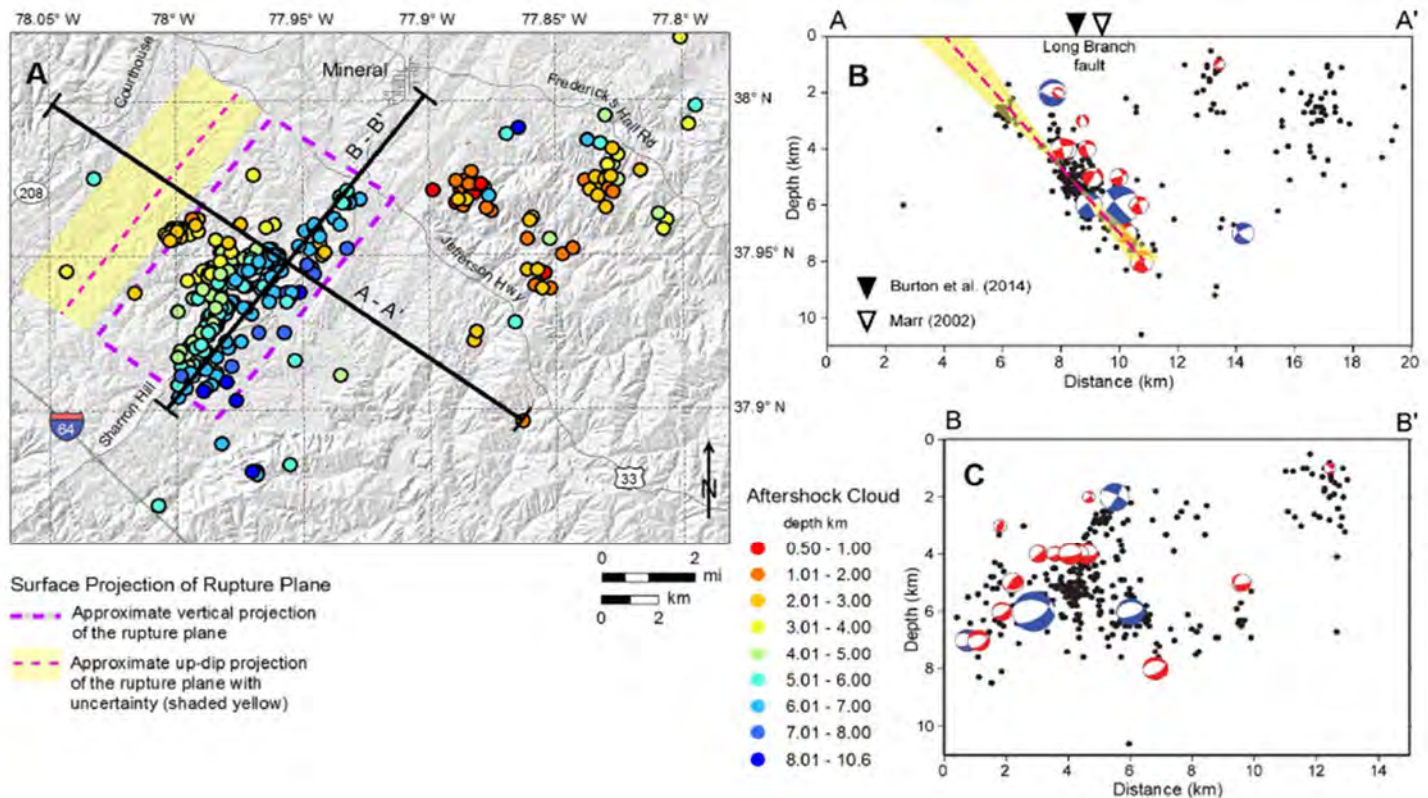 78.05° W
78° W
77.95° W
77.85° W
77.8° W
A
Courthouse
Mineral
Fredericks Hall Rd
38° N
B - B'
208
37.95° N
Jefferson Hwy
A - A'
37.9° N
Sharron Hill
64
33
N
0 2
mi
km
0 2
Surface Projection of Rupture Plane
Approximate vertical projection
of the rupture plane
Approximate up-dip projection
of the rupture plane with
uncertainty (shaded yellow)
Aftershock Cloud
depth km
0.50 - 1.00
1.01 - 2.00
2.01 - 3.00
3.01 - 4.00
4.01 - 5.00
5.01 - 6.00
6.01 - 7.00
7.01 - 8.00
8.01 - 10.6
A A'
B
Long Branch
fault
0
2
4
6
8
10
Depth (km)
Burton et al. (2014)
Marr (2002)
0 2 4 6 8 10 12 14 16 18 20
Distance (km)
B B'
C
0
2
4
6
8
10
Depth (km)
0 2 4 6 8 10 12 14
Distance (km)